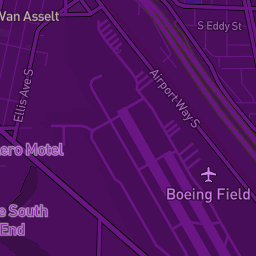 Van Asselt
S Eddy St
Ellis Ave S
Airport Way S
ero Motel
Boeing Field
e South
End